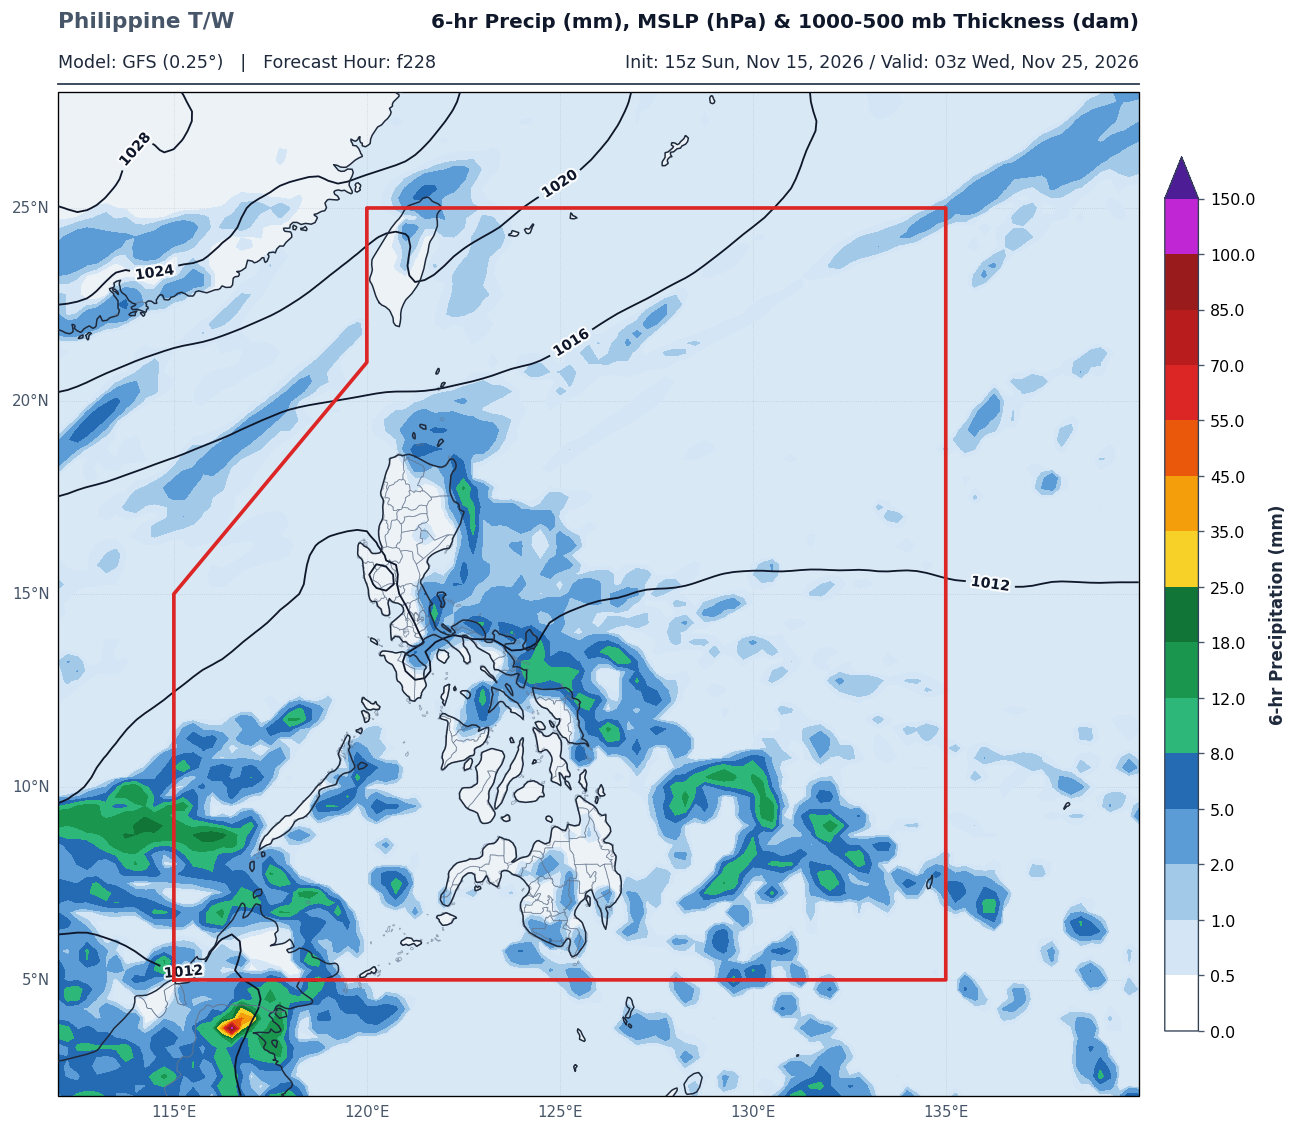 Philippine T/W
6-hr Precip (mm), MSLP (hPa) & 1000-500 mb Thickness (dam)
Model: GFS (0.25°) | Forecast Hour: f228
Init: 15z Sun, Nov 15, 2026 / Valid: 03z Wed, Nov 25, 2026
1028
1020
1024
1016
1012
1012
25°N
20°N
15°N
10°N
5°N
115°E
120°E
125°E
130°E
135°E
150.0
100.0
85.0
70.0
55.0
45.0
35.0
25.0
18.0
12.0
8.0
5.0
2.0
1.0
0.5
0.0
6-hr Precipitation (mm)